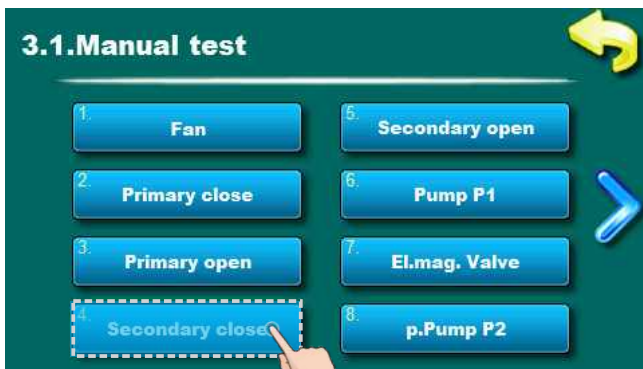 3.1.Manual test
1.
Fan
2.
Primary close
3.
Primary open
4.
Secondary close
5.
Secondary open
6.
Pump P1
7.
El.mag. Valve
8.
p.Pump P2